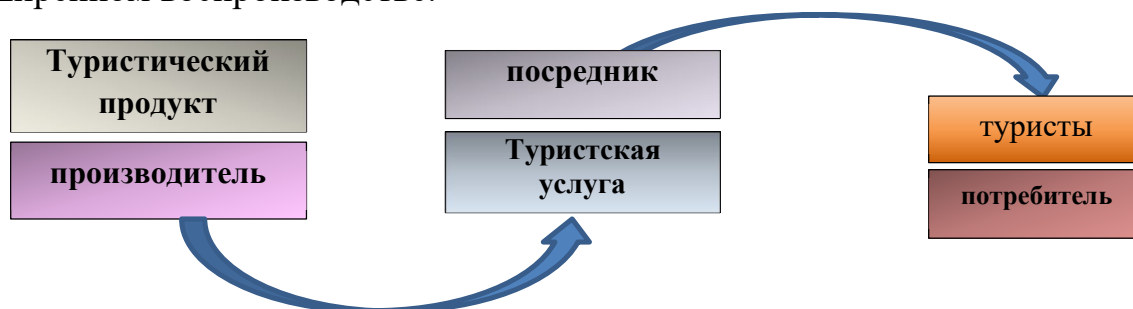 Туристический
продукт
производитель
посредник
Туристская
услуга
туристы
потребитель